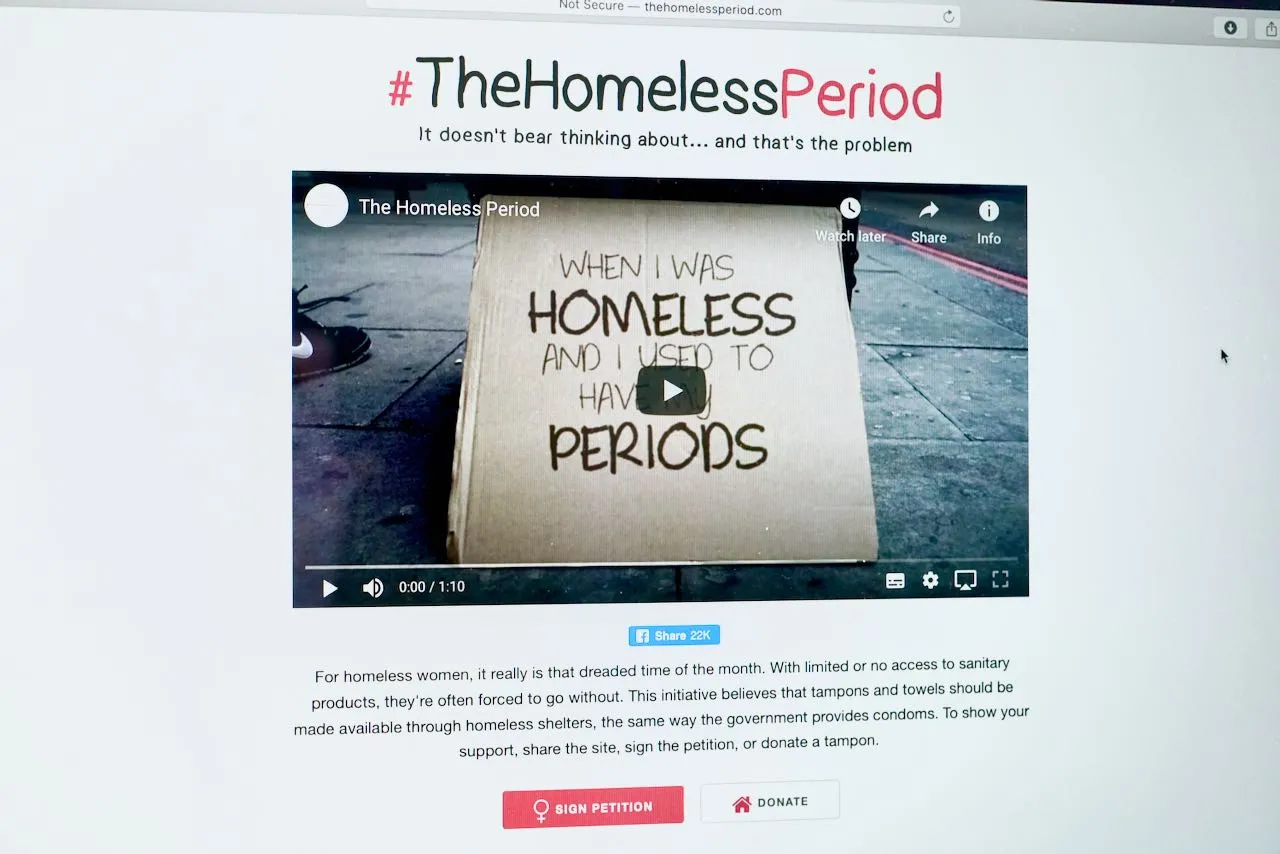 Not Secure — thehomelessperiod.com
#TheHomelessPeriod
It doesn't bear thinking about... and that's the problem
The Homeless Period
Watch later
Share
Info
WHEN I WAS
HOMELESS
AND I USED TO
HAVE MY
PERIODS
0:00 / 1:10
Share 22K
For homeless women, it really is that dreaded time of the month. With limited or no access to sanitary
products, they're often forced to go without. This initiative believes that tampons and towels should be
made available through homeless shelters, the same way the government provides condoms. To show your
support, share the site, sign the petition, or donate a tampon.
SIGN PETITION
DONATE